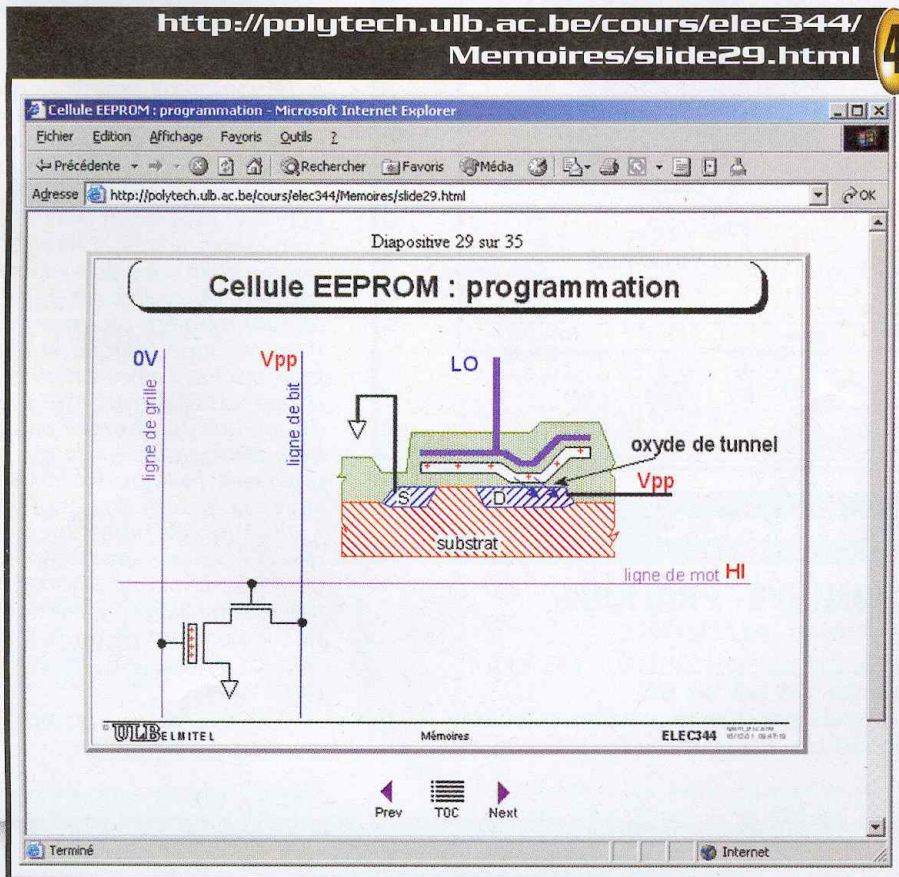 http://polytech.ulb.ac.be/cours/elec344/
Memoires/slide29.html
4
Cellule EEPROM : programmation - Microsoft Internet Explorer
Fichier Edition Affichage Favoris Outils ?
Précédente Rechercher Favoris Média
Adresse http://polytech.ulb.ac.be/cours/elec344/Memoires/slide29.html OK
Diapositive 29 sur 35
Cellule EEPROM : programmation
0V
ligne de grille
Vpp
ligne de bit
LO
oxyde de tunnel
Vpp
S
D
substrat
ligne de mot HI
ULB ELMITEL
Mémoires
ELEC344
Prev TOC Next
Terminé
Internet